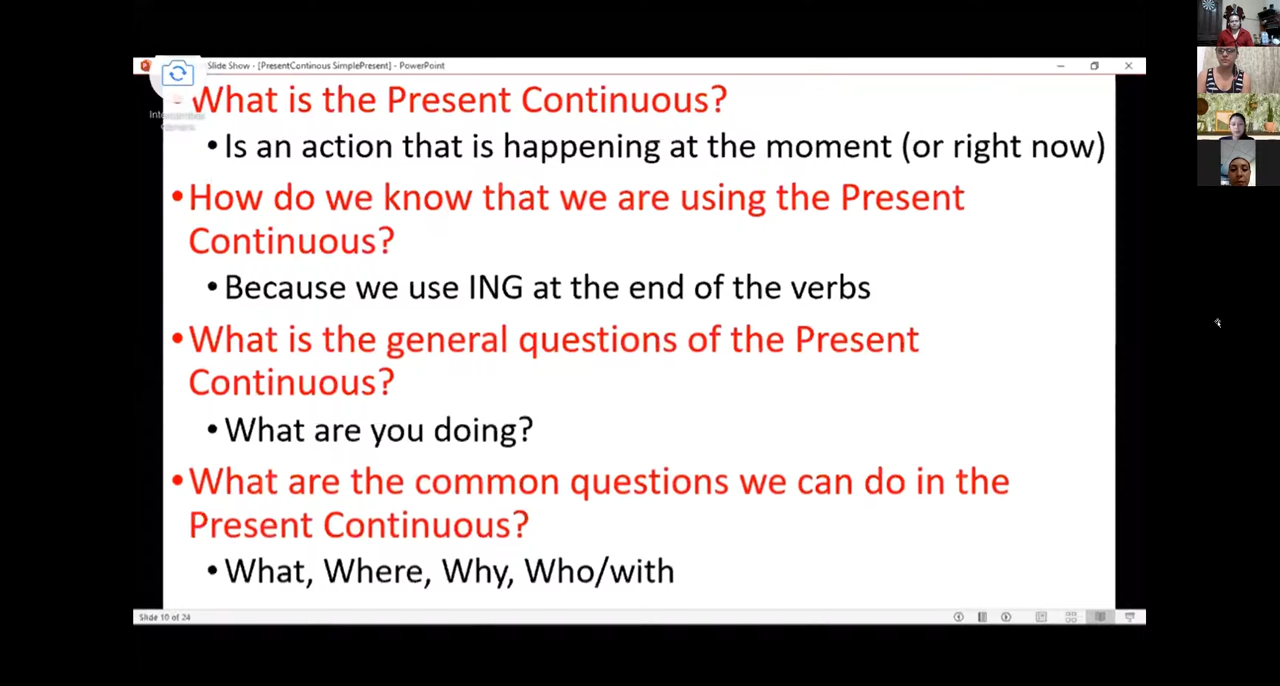 Slide Show - [PresentContinous SimplePresent] - PowerPoint
• What is the Present Continuous?
• Is an action that is happening at the moment (or right now)
• How do we know that we are using the Present
Continuous?
• Because we use ING at the end of the verbs
• What is the general questions of the Present
Continuous?
• What are you doing?
• What are the common questions we can do in the
Present Continuous?
• What, Where, Why, Who/with
Slide 10 of 24